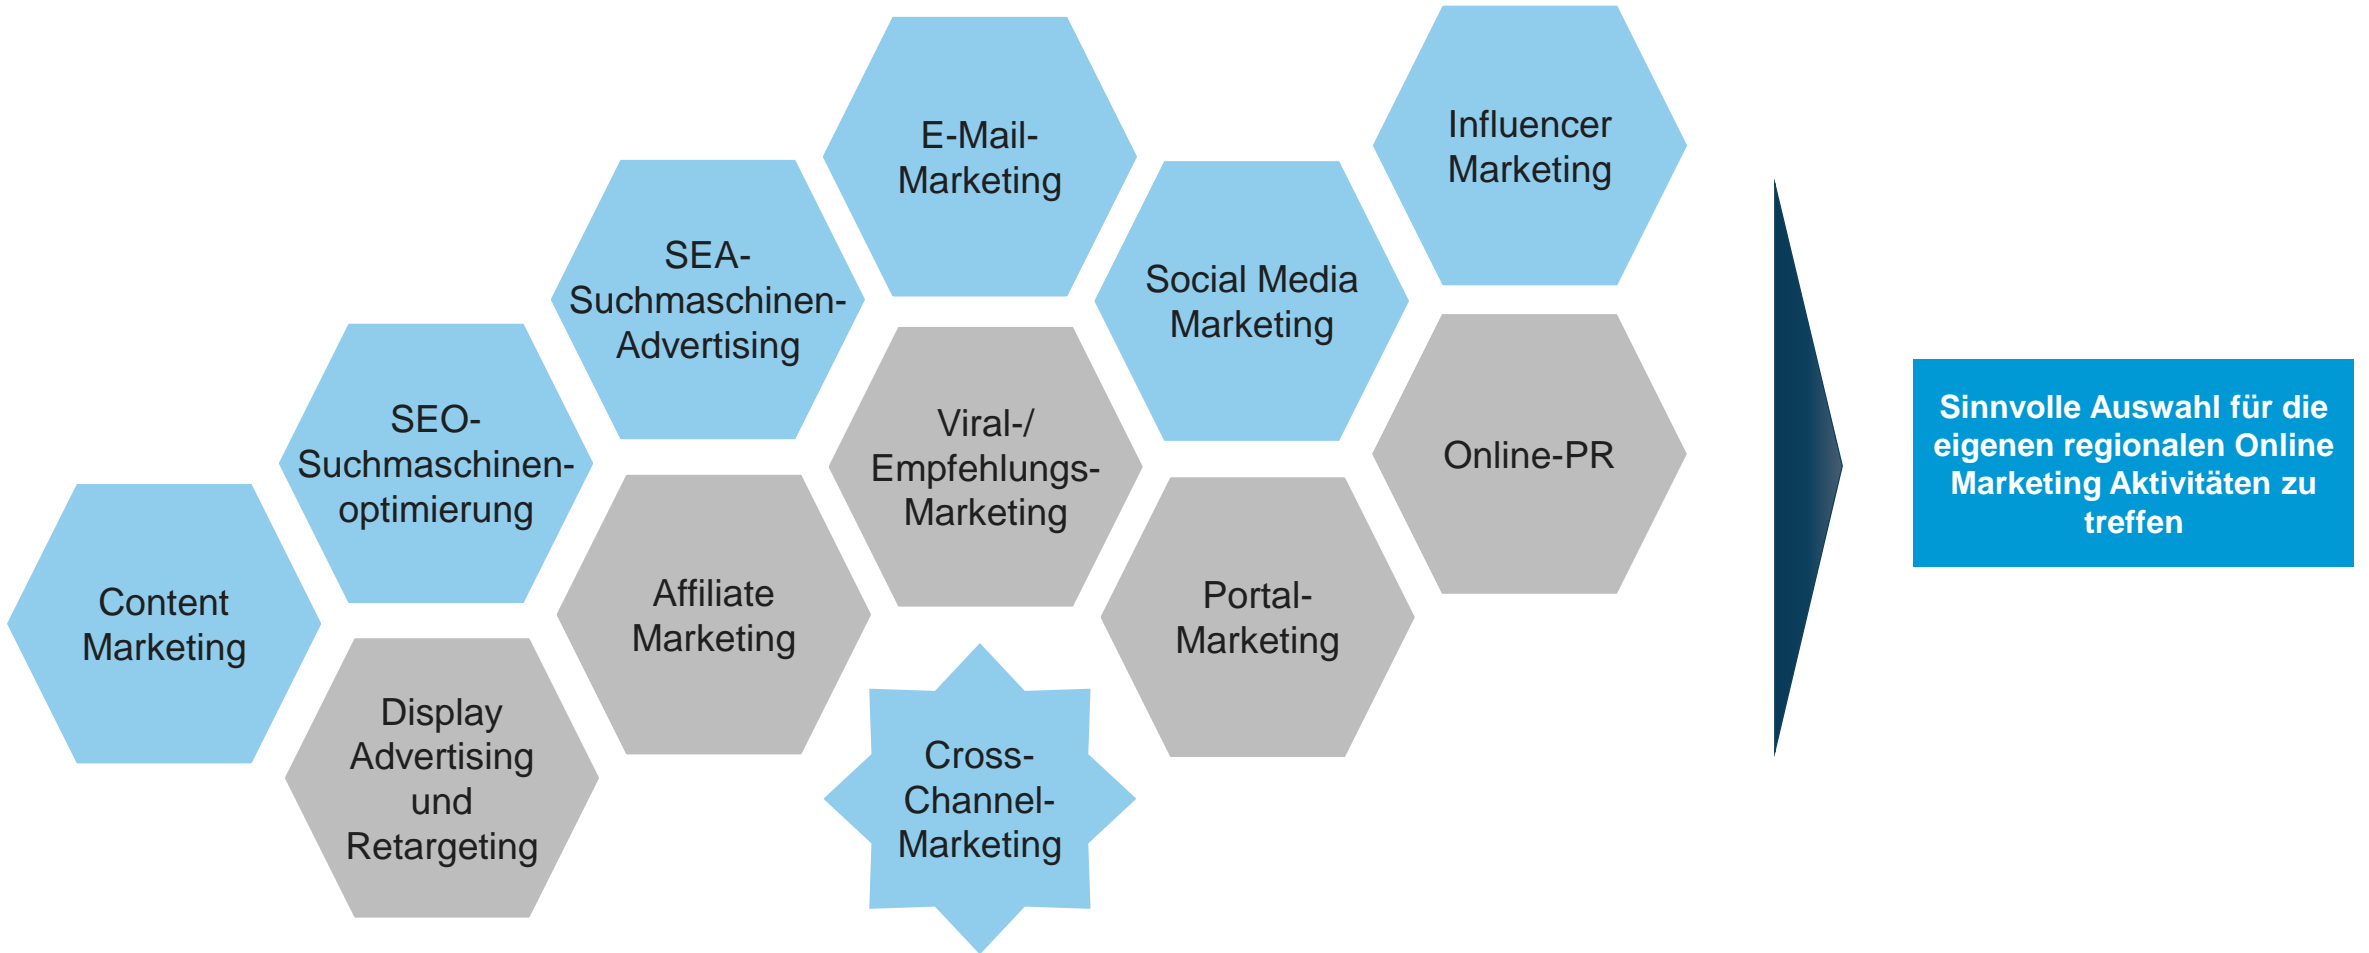 E-Mail-
Marketing
Influencer
Marketing
SEA-
Suchmaschinen-
Advertising
Social Media
Marketing
SEO-
Suchmaschinen-
optimierung
Viral-/
Empfehlungs-
Marketing
Online-PR
Content
Marketing
Affiliate
Marketing
Portal-
Marketing
Display
Advertising
und
Retargeting
Cross-
Channel-
Marketing
Sinnvolle Auswahl für die
eigenen regionalen Online
Marketing Aktivitäten zu
treffen